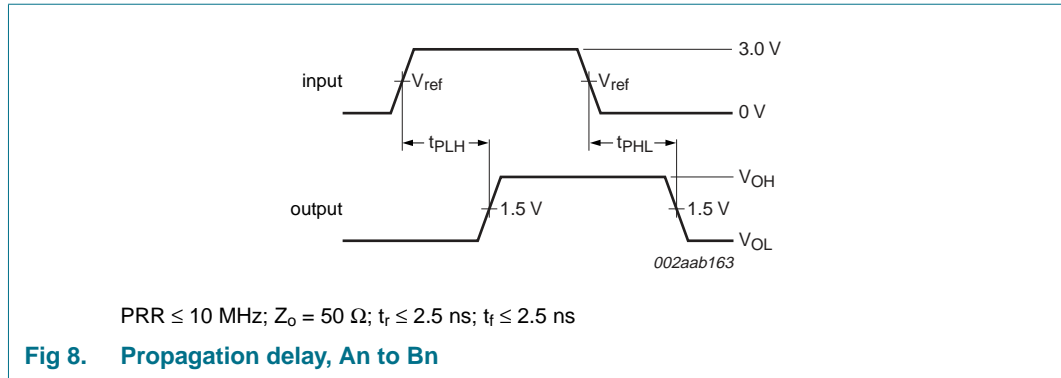 3.0 V
input
Vref
Vref
0 V
tPLH
tPHL
VOH
output
1.5 V
1.5 V
VOL
002aab163
PRR ≤ 10 MHz; Zo = 50 Ω; tr ≤ 2.5 ns; tf ≤ 2.5 ns
Fig 8. Propagation delay, An to Bn